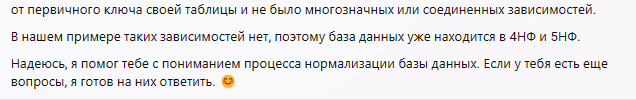 от первичного ключа своей таблицы и не было многозначных или соединенных зависимостей.
В нашем примере таких зависимостей нет, поэтому база данных уже находится в 4НФ и 5НФ.
Надеюсь, я помог тебе с пониманием процесса нормализации базы данных. Если у тебя есть еще
вопросы, я готов на них ответить. 😊